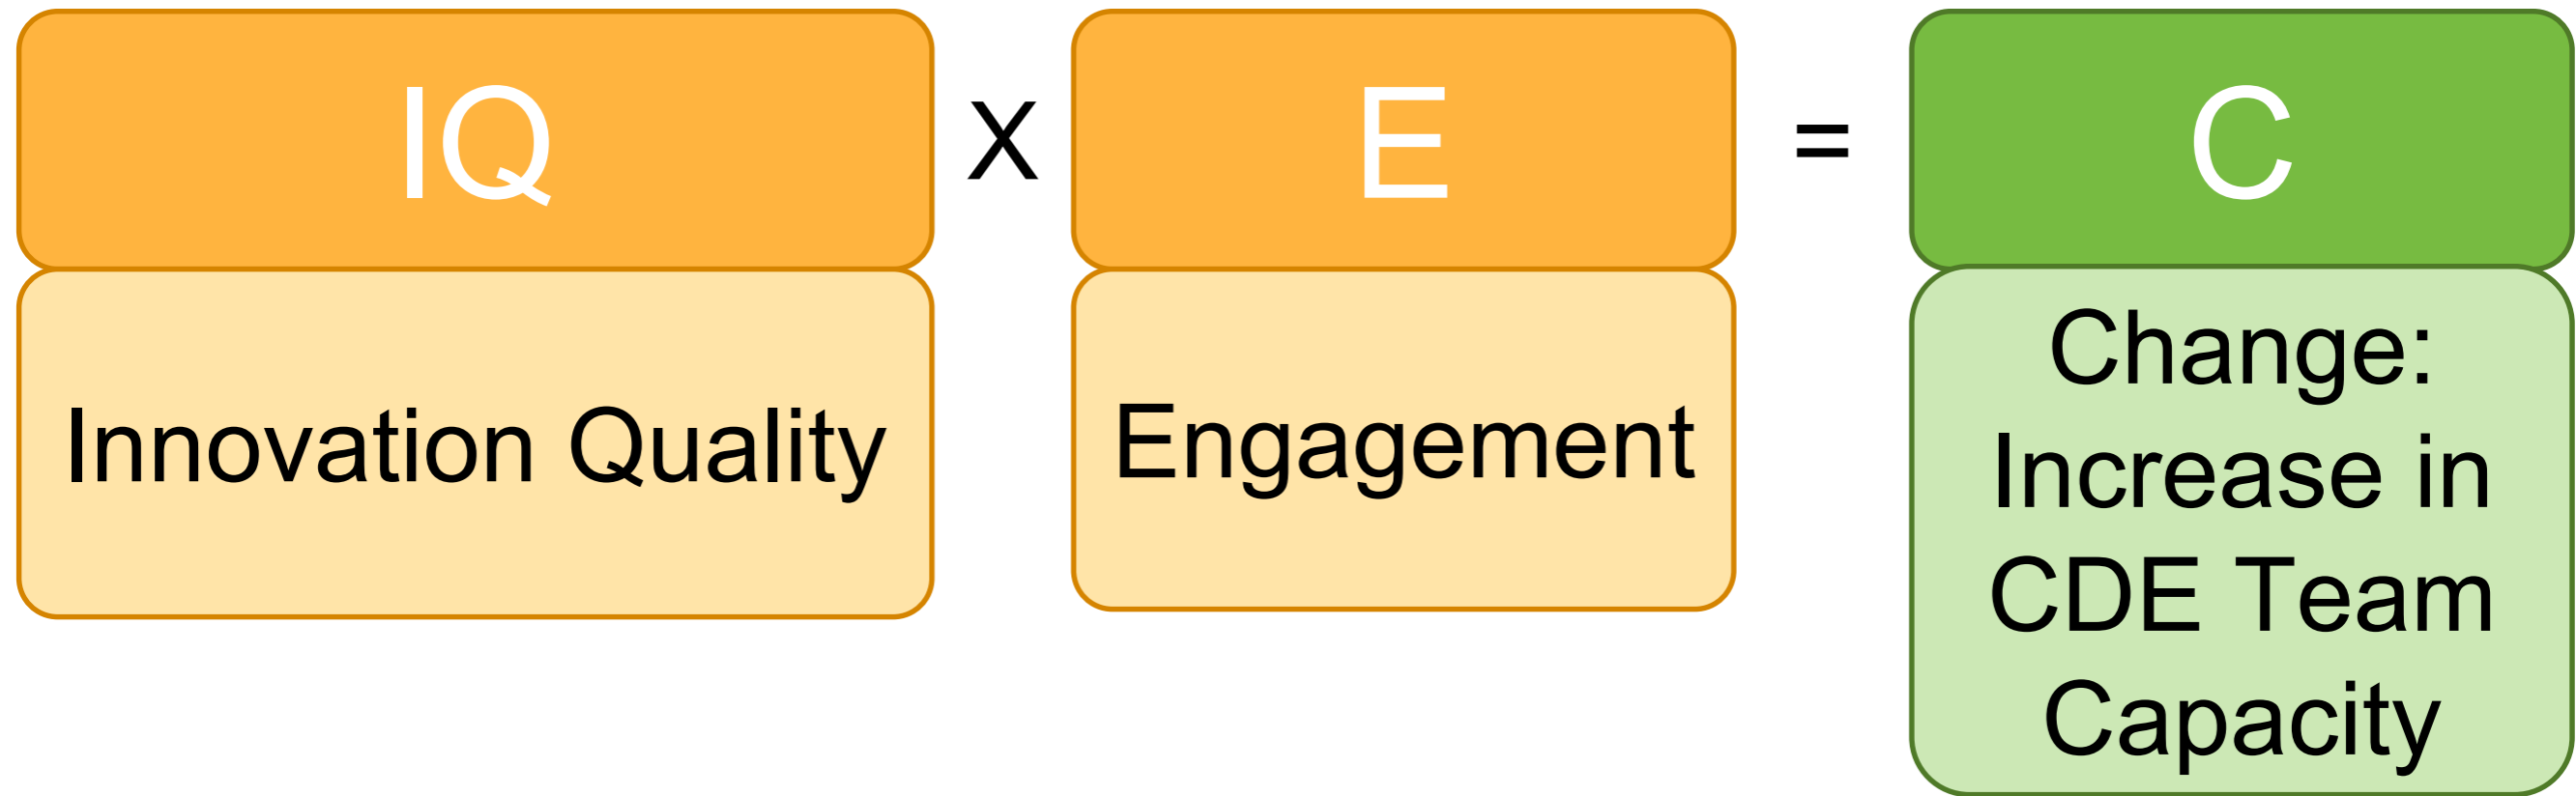 IQ X E = C
Innovation Quality
Engagement
Change:
Increase in
CDE Team
Capacity